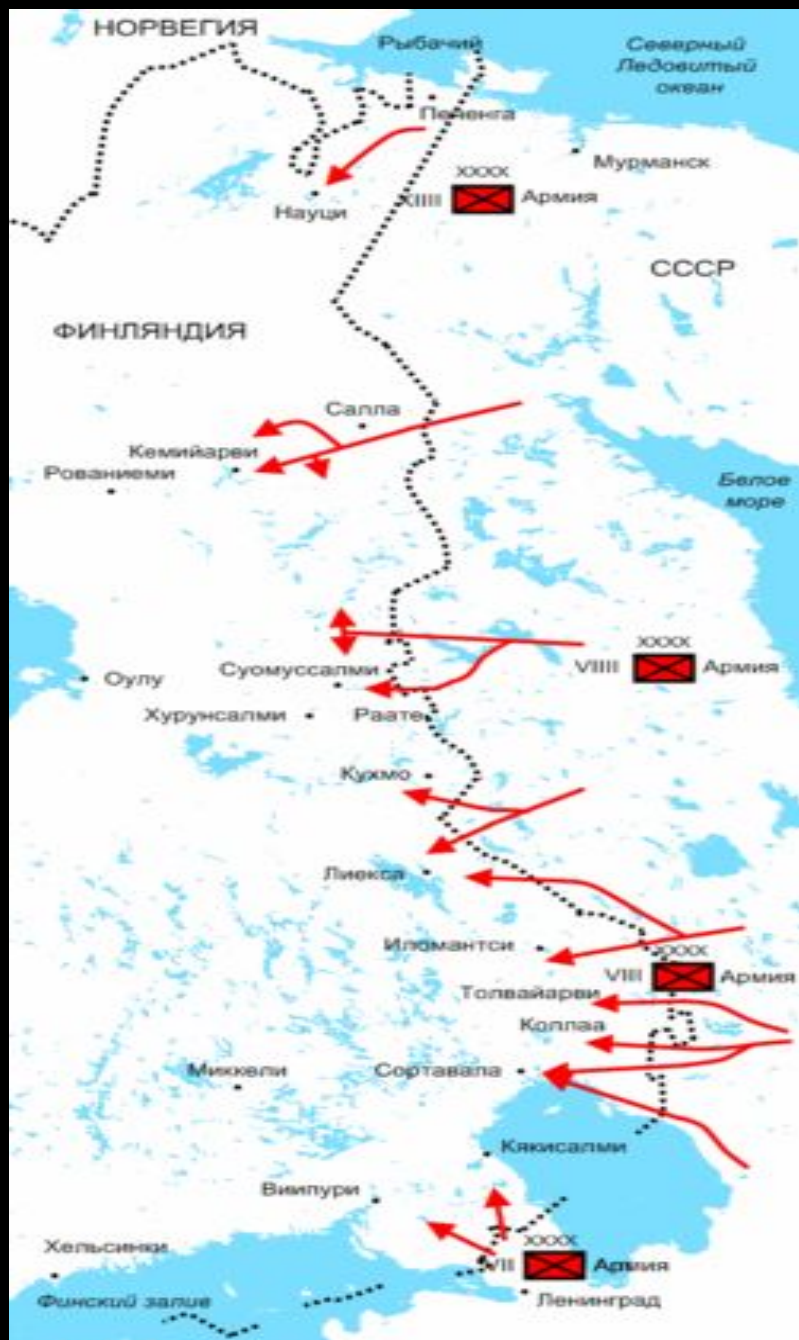 НОРВЕГИЯ
Рыбачий
Северный
Ледовитый
океан
Печенга
Мурманск
XXXX
XIIII
Армия
Науци
СССР
ФИНЛЯНДИЯ
Салла
Кемийарви
Рованиеми
Белое
море
XXXX
VIIII
Армия
Суомуссалми
Оулу
Хурунсалми
Раате
Кухмо
Лиекса
Иломантси
XXXX
VIII
Армия
Толвайарви
Коллаа
Миккели
Сортавала
Кякисалми
Виипури
XXXX
VII
Армия
Хельсинки
Финский залив
Ленинград